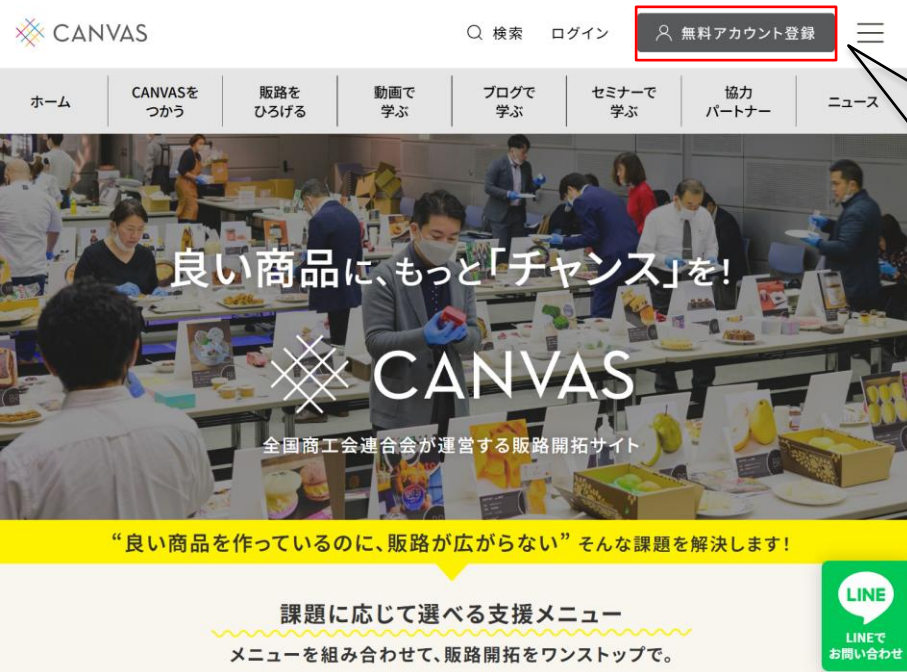 CANVAS
検索
ログイン
無料アカウント登録
ホーム
CANVASを
つかう
販路を
ひろげる
動画で
学ぶ
ブログで
学ぶ
セミナーで
学ぶ
協力
パートナー
ニュース
良い商品に、もっと「チャンス」を!
CANVAS
全国商工会連合会が運営する販路開拓サイト
“良い商品を作っているのに、販路が広がらない” そんな課題を解決します!
課題に応じて選べる支援メニュー
メニューを組み合わせて、販路開拓をワンストップで。
LINE
LINEで
お問い合わせ